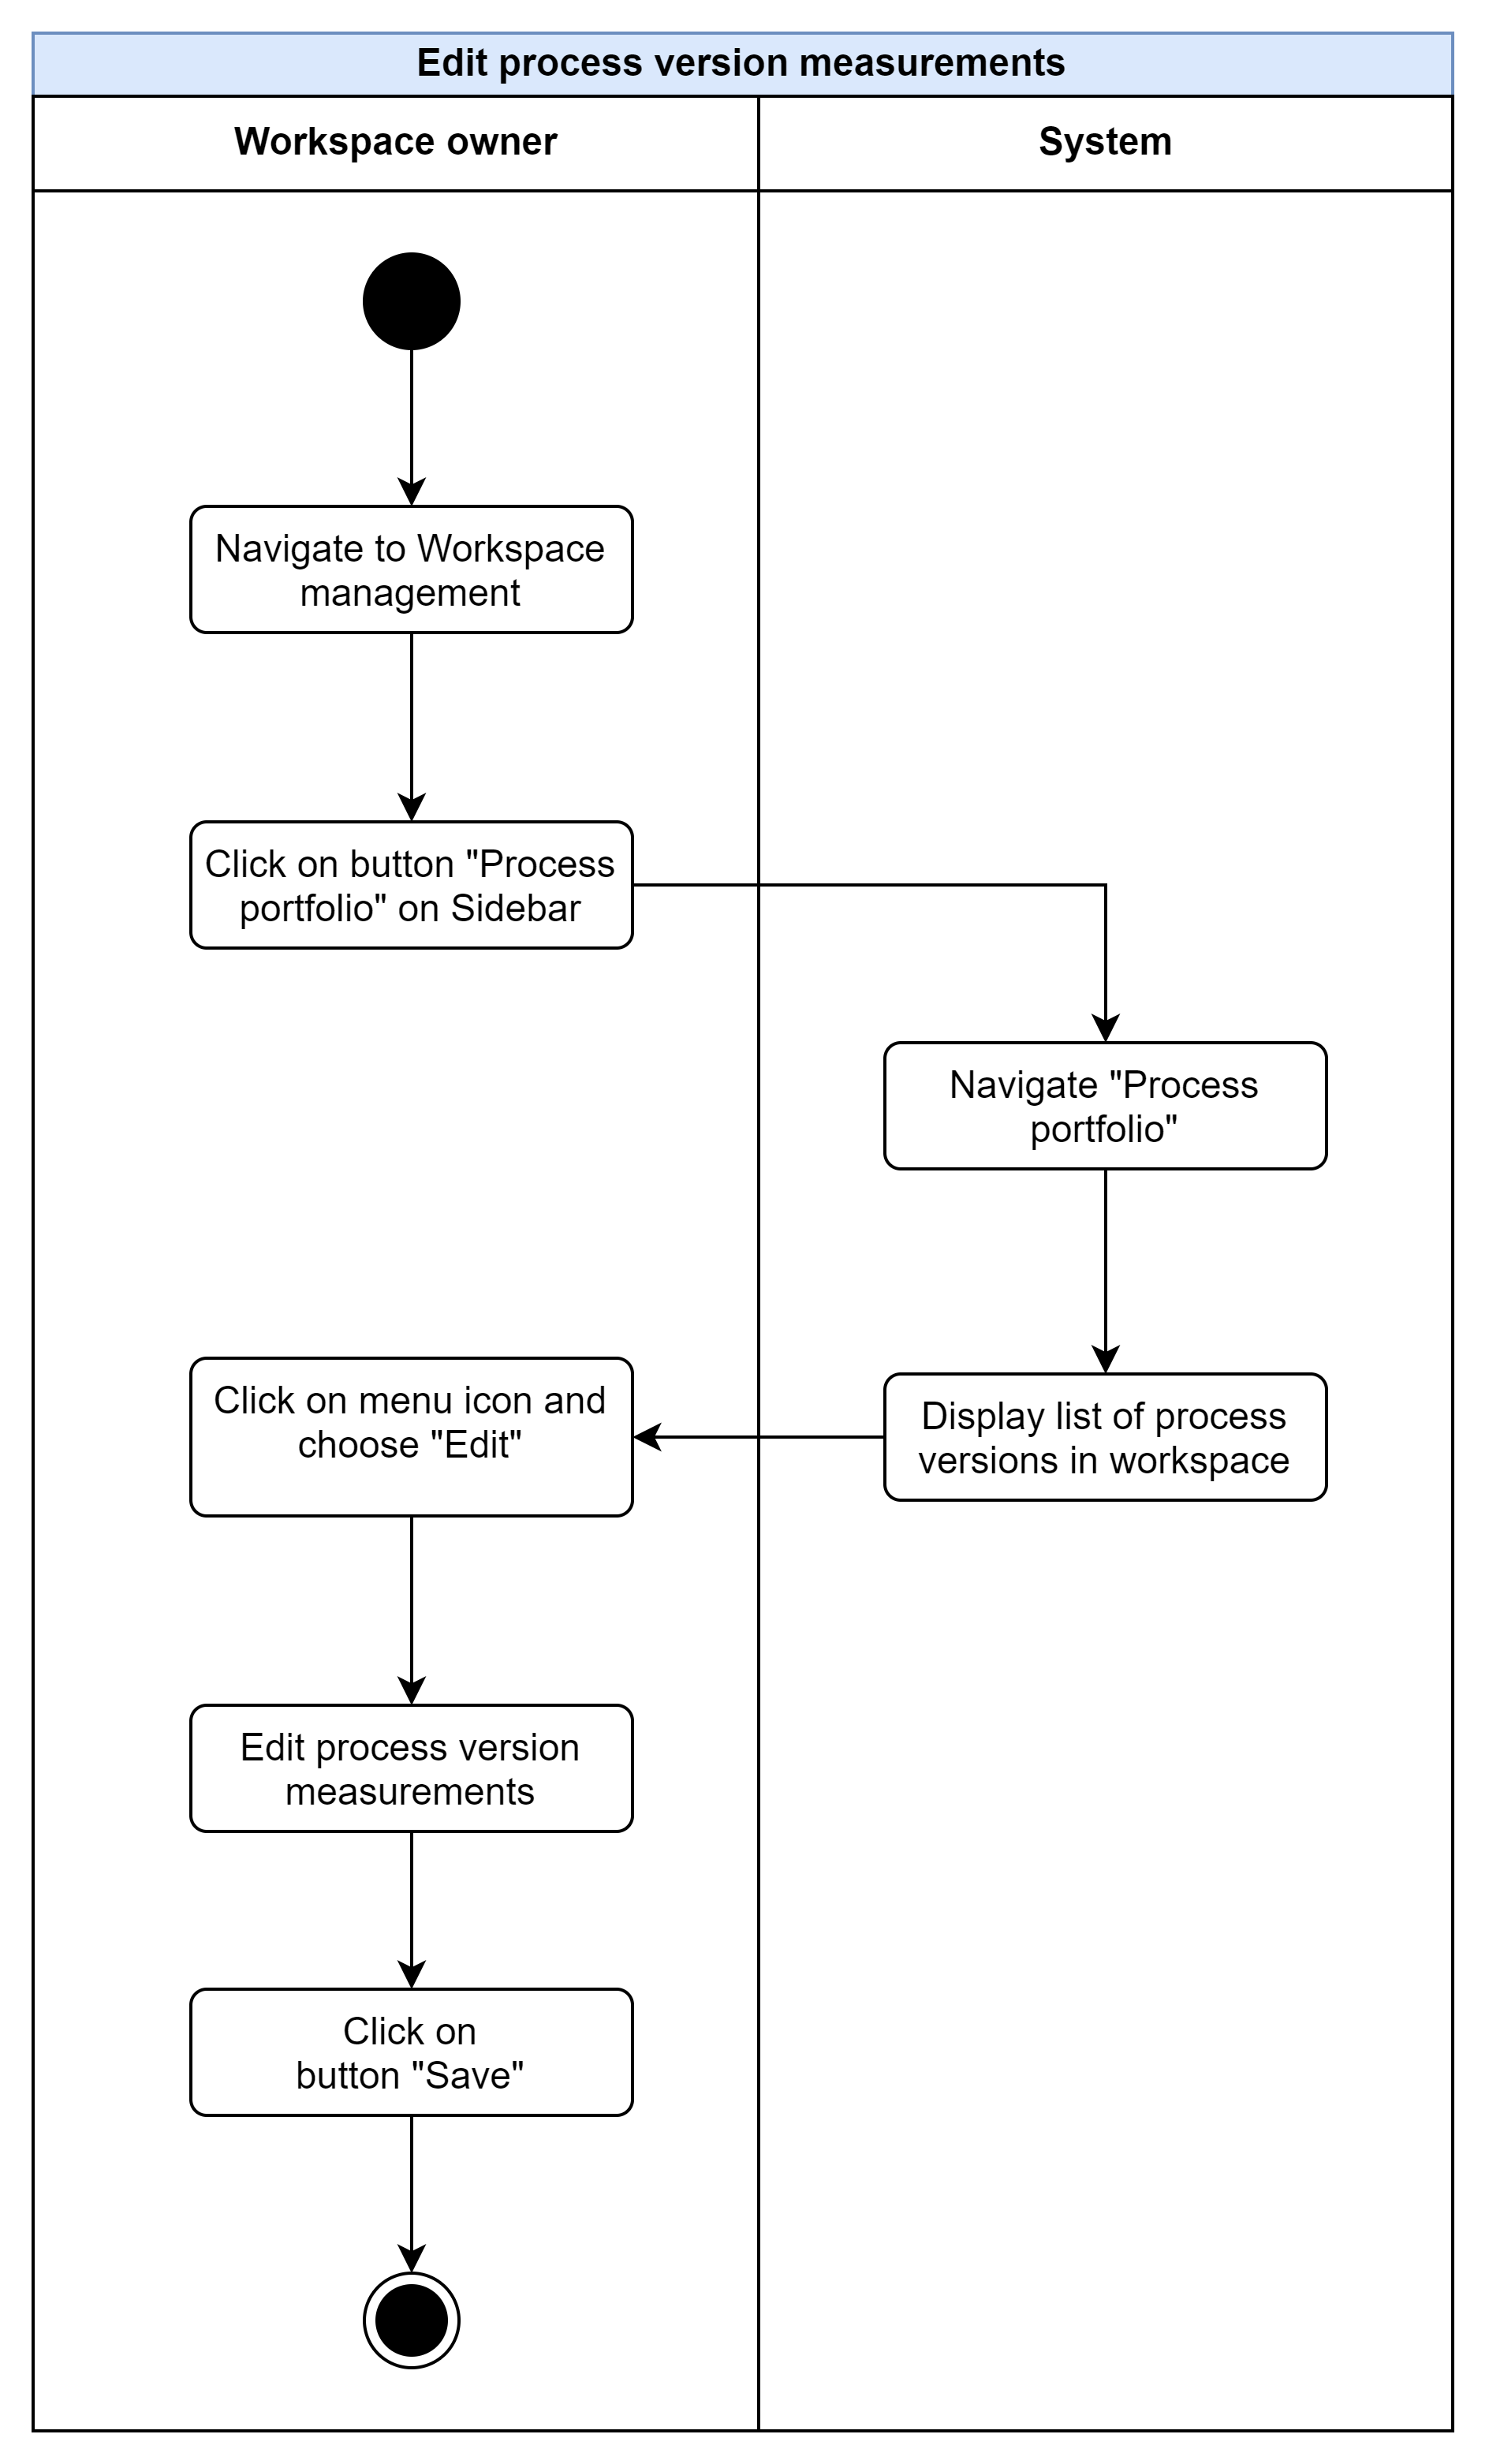 Edit process version measurements
Workspace owner
System
Navigate to Workspace
management
Click on button "Process
portfolio" on Sidebar
Navigate "Process
portfolio"
Display list of process
versions in workspace
Click on menu icon and
choose "Edit"
Edit process version
measurements
Click on
button "Save"